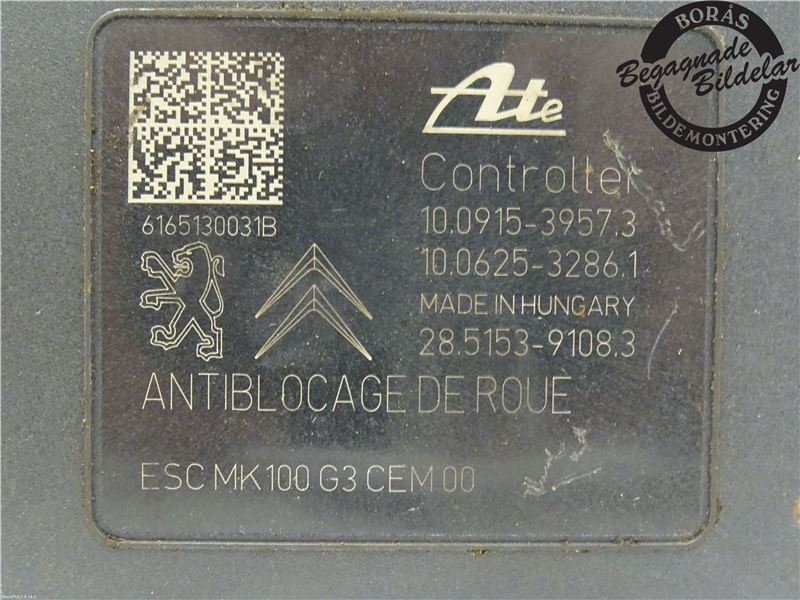 BORÅS
Begagnade
Bildelar
BILDEMONTERING
Ate
Controller
6165130031B
10.0915-3957.3
10.0625-3286.1
MADE IN HUNGARY
28.5153-9108.3
ANTIBLOCAGE DE ROUE
ESC MK100 G3 CEM 00